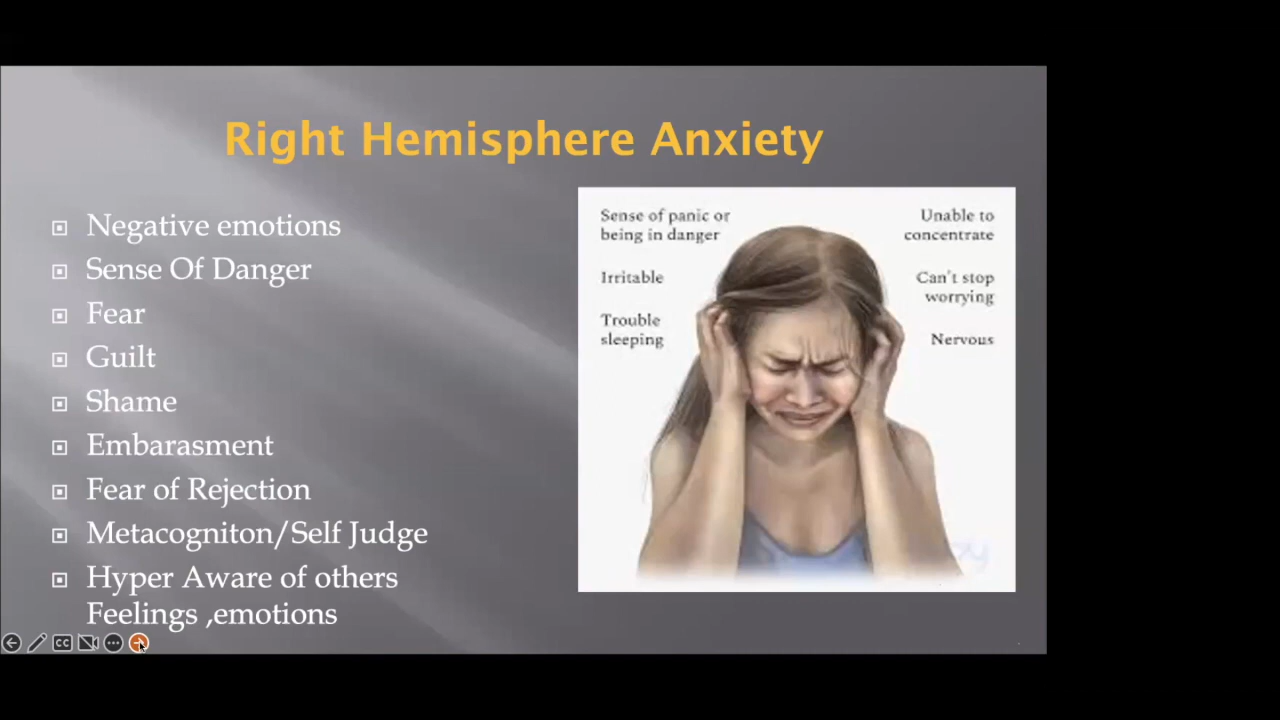 Right Hemisphere Anxiety
Negative emotions
Sense Of Danger
Fear
Guilt
Shame
Embarasment
Fear of Rejection
Metacogniton/Self Judge
Hyper Aware of others
Feelings ,emotions
Sense of panic or
being in danger
Irritable
Trouble
sleeping
Unable to
concentrate
Can't stop
worrying
Nervous
CC